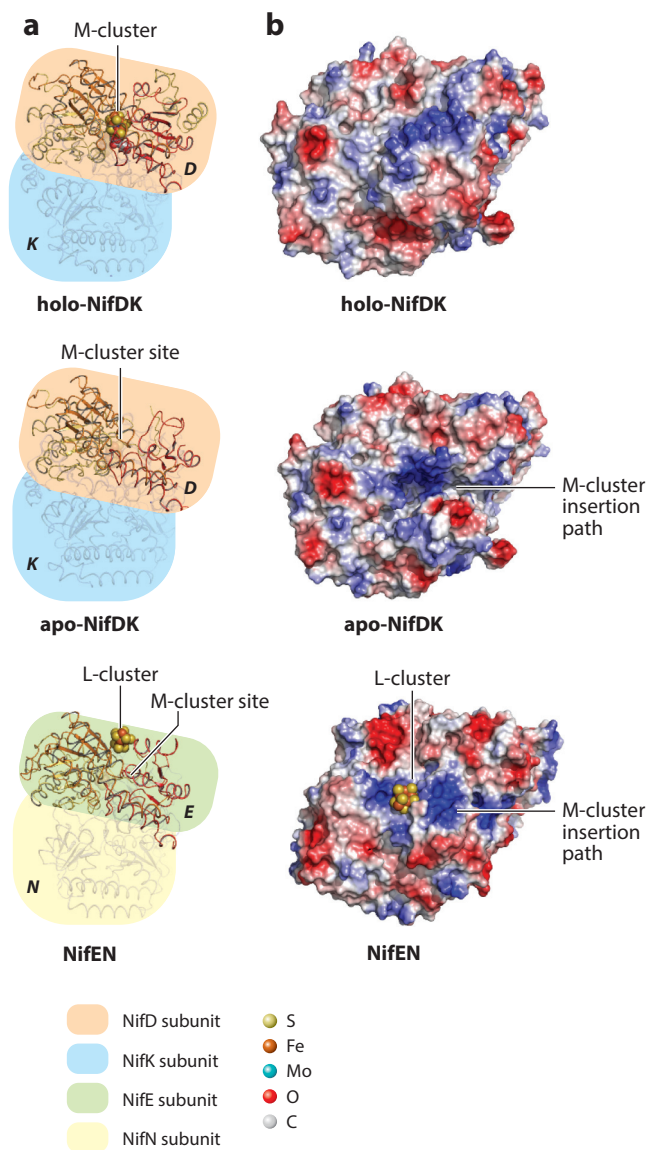 a
b
M-cluster
D
K
holo-NifDK
holo-NifDK
M-cluster site
D
K
M-cluster
insertion
path
apo-NifDK
apo-NifDK
L-cluster
M-cluster site
E
N
L-cluster
M-cluster
insertion
path
NifEN
NifEN
NifD subunit
NifK subunit
NifE subunit
NifN subunit
S
Fe
Mo
O
C